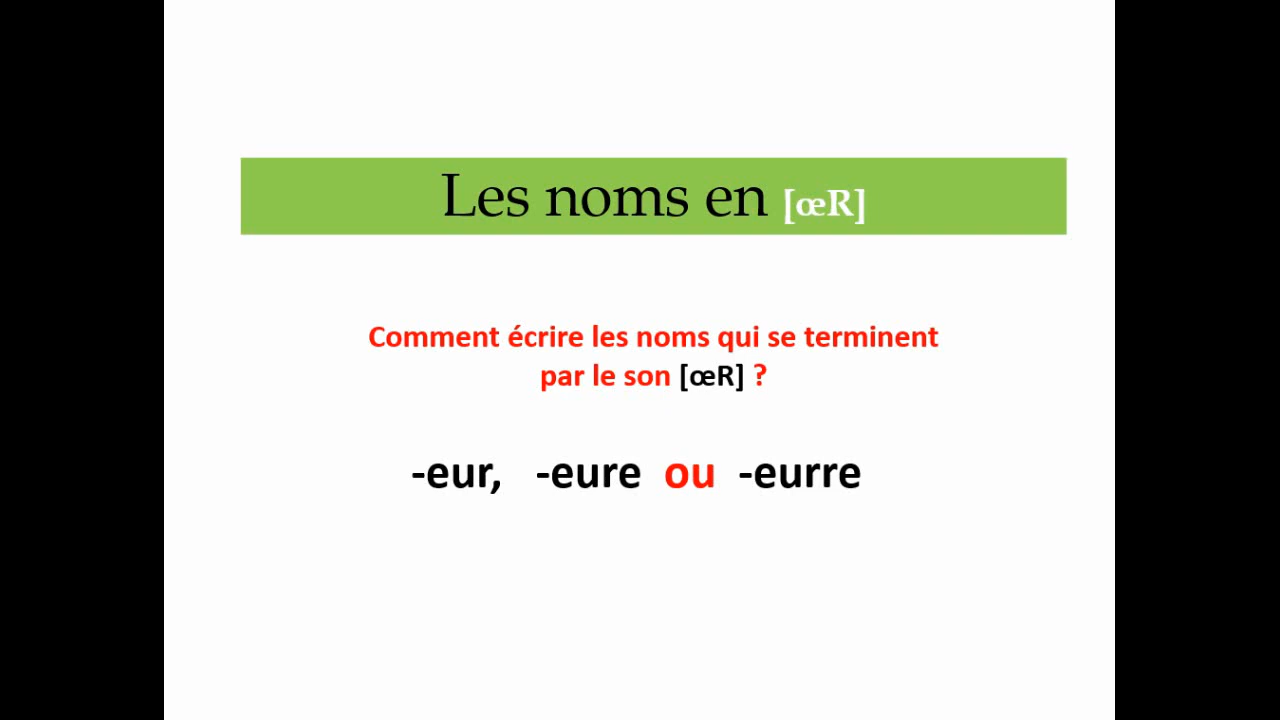 Les noms en [œR]
Comment écrire les noms qui se terminent
par le son [œR] ?
-eur, -eure ou -eurre